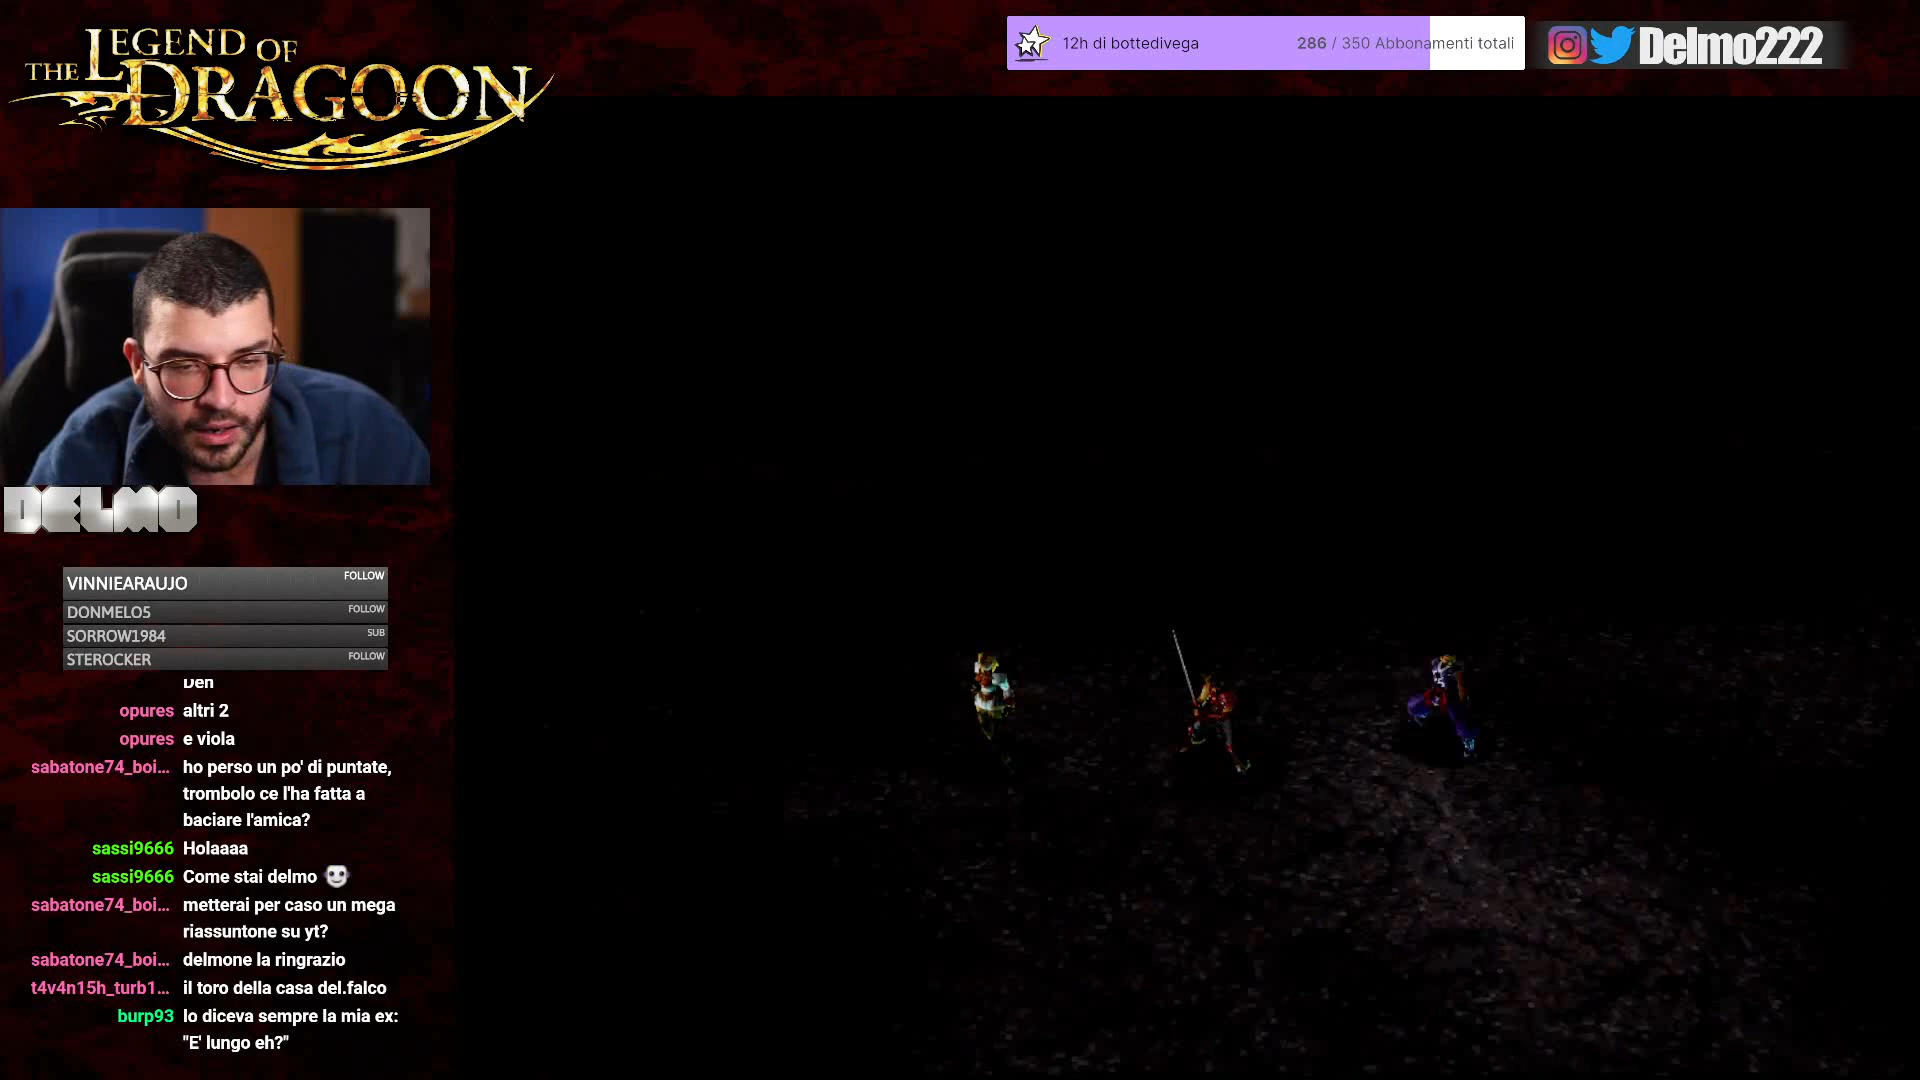 THE LEGEND OF
DRAGOON
12h di bottedivega
286 / 350 Abbonamenti totali
Delmo222
DELMO
VINNIEARAUJO FOLLOW
DONMELO5 FOLLOW
SORROW1984 SUB
STEROCKER FOLLOW
opures altri 2
opures e viola
sabatone74_boi... ho perso un po' di puntate,
trombolo ce l'ha fatta a
baciare l'amica?
sassi9666 Holaaaa
sassi9666 Come stai delmo
sabatone74_boi... metterai per caso un mega
riassuntone su yt?
sabatone74_boi... delmone la ringrazio
t4v4n15h_turb1... il toro della casa del.falco
burp93 lo diceva sempre la mia ex:
"E' lungo eh?"